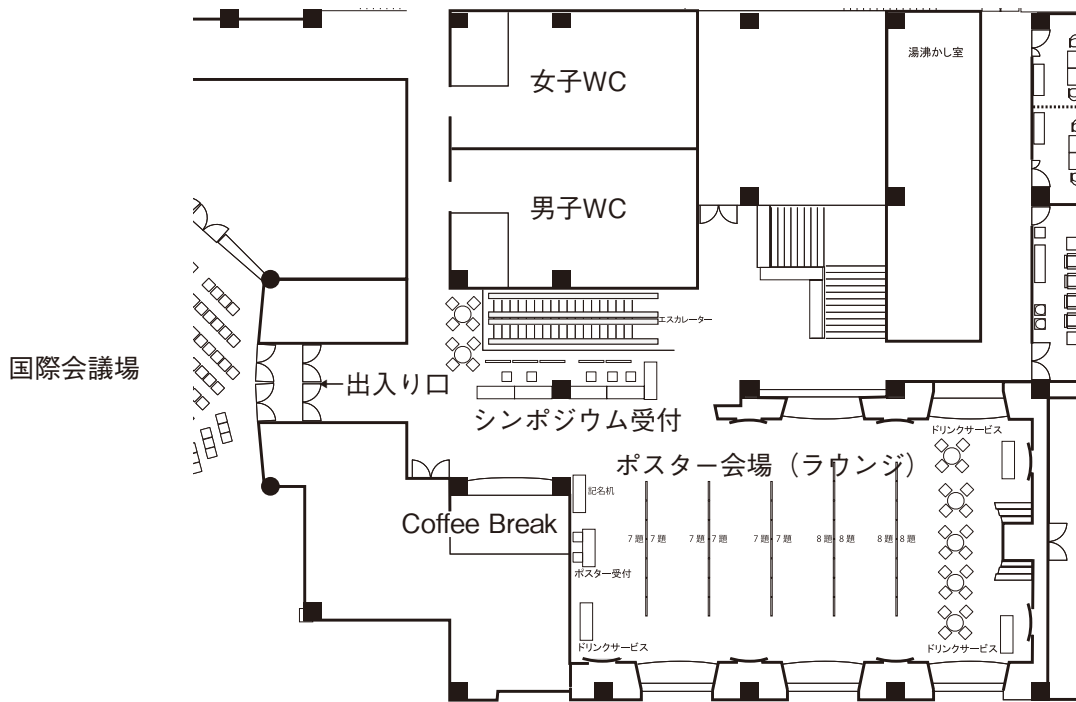 湯沸かし室
女子WC
男子WC
エスカレーター
国際会議場
出入り口
シンポジウム受付
ドリンクサービス
ポスター会場（ラウンジ）
記名机
Coffee Break
7題 7題 7題 7題 7題 7題 8題 8題 8題 8題
ポスター受付
ドリンクサービス
ドリンクサービス